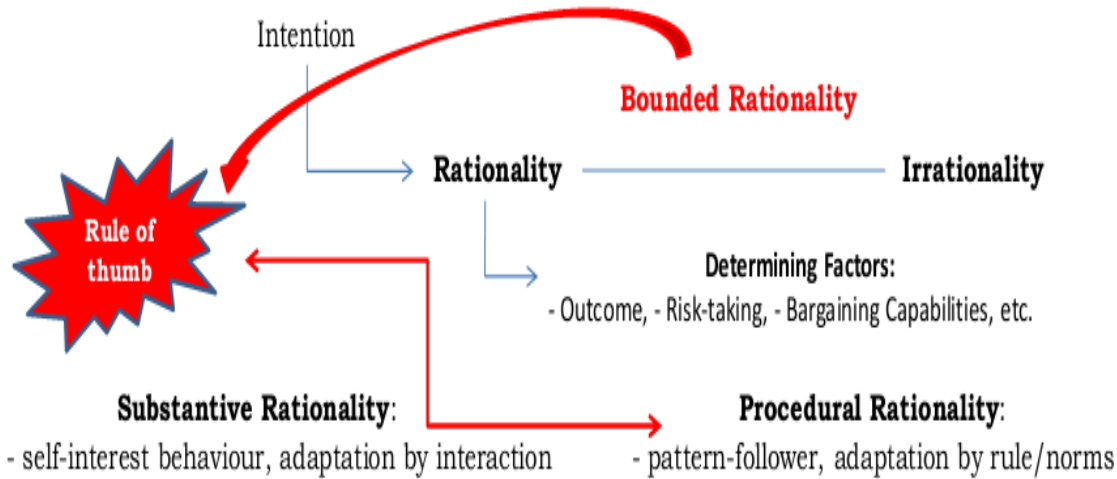 Intention
Bounded Rationality
Rationality
Irrationality
Rule of
thumb
Determining Factors:
- Outcome, - Risk-taking, - Bargaining Capabilities, etc.
Substantive Rationality:
- self-interest behaviour, adaptation by interaction
Procedural Rationality:
- pattern-follower, adaptation by rule/norms